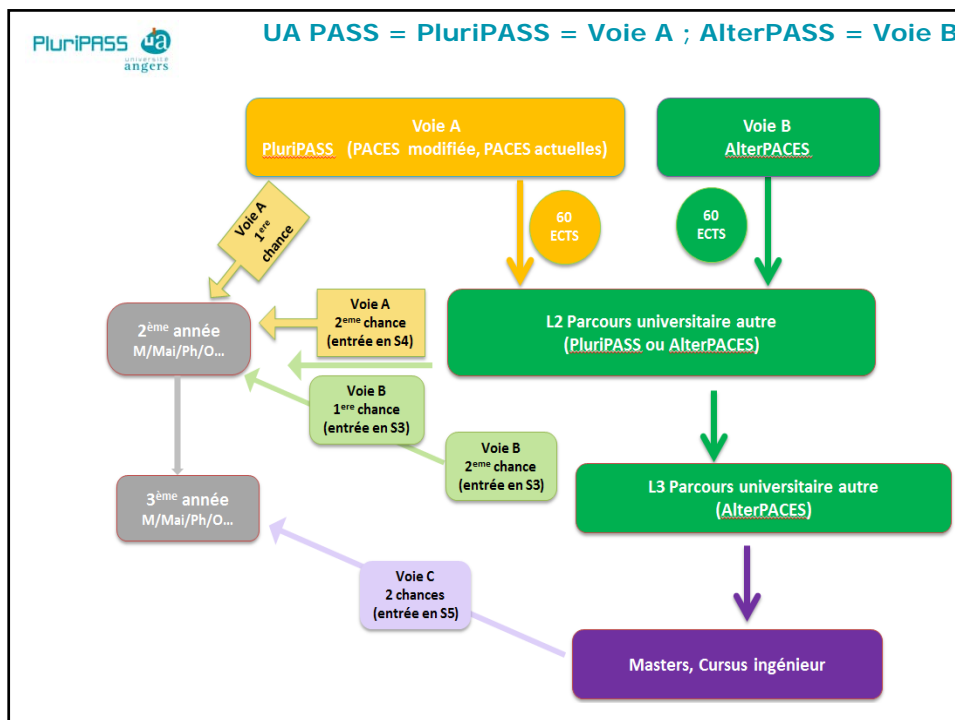 UA PASS = PluriPASS = Voie A ; AlterPASS = Voie B
PLURIPASS ua
université
angers
Voie A
PluriPASS (PACES modifiée, PACES actuelles)
Voie B
AlterPACES
Voie A
1ere
chance
60
ECTS
60
ECTS
2ème année
M/Mai/Ph/O...
Voie A
2eme chance
(entrée en S4)
L2 Parcours universitaire autre
(PluriPASS ou AlterPACES)
Voie B
1ere chance
(entrée en S3)
Voie B
2eme chance
(entrée en S3)
3ème année
M/Mai/Ph/O...
L3 Parcours universitaire autre
(AlterPACES)
Voie C
2 chances
(entrée en S5)
Masters, Cursus ingénieur